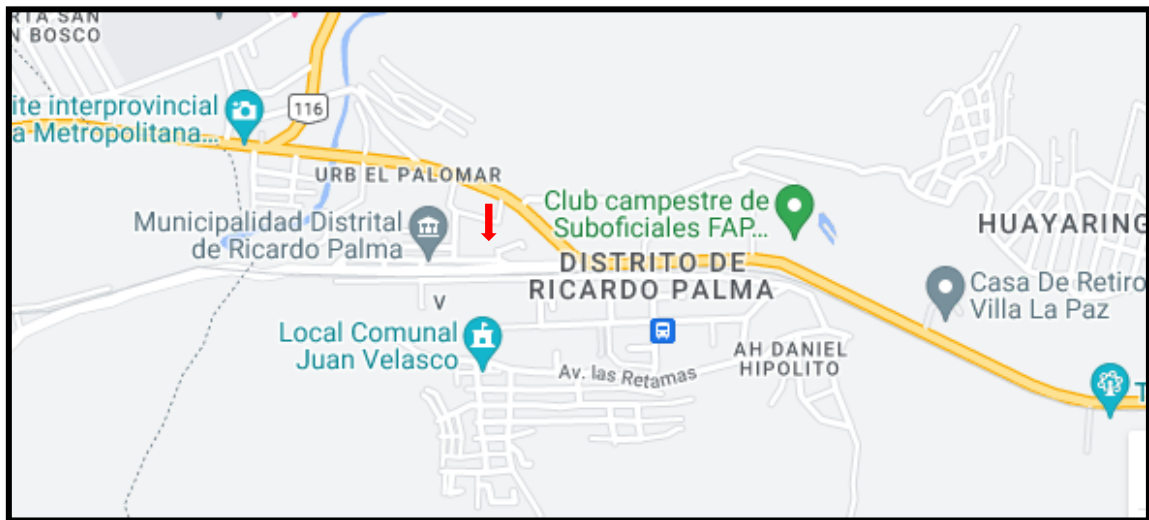 RTA SAN
N BOSCO
ite interprovincial
a Metropolitana...
116
URB EL PALOMAR
Municipalidad Distrital
de Ricardo Palma
Club campestre de
Suboficiales FAP...
HUAYARING
DISTRITO DE
RICARDO PALMA
Casa De Retiro
Villa La Paz
V
Local Comunal
Juan Velasco
AH DANIEL
HIPOLITO
Av. las Retamas
T